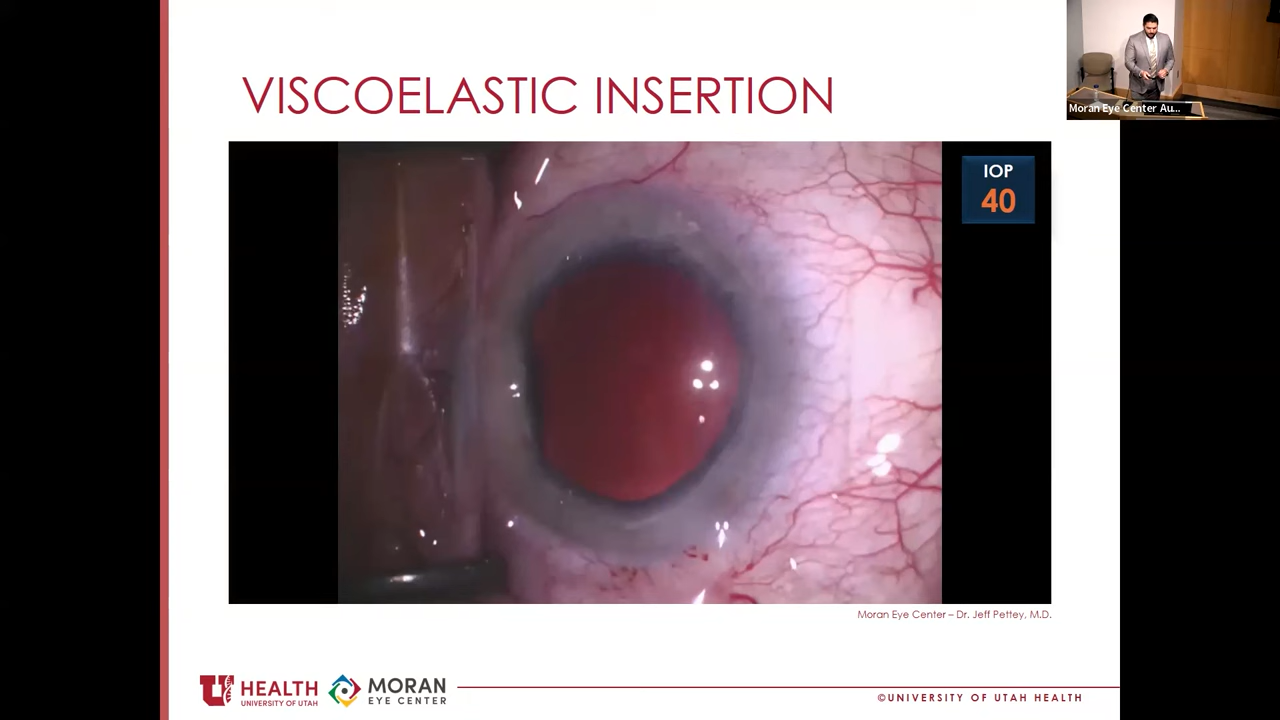 VISCOELASTIC INSERTION
Moran Eye Center Au...
IOP
40
Moran Eye Center – Dr. Jeff Pettey, M.D.
U HEALTH
UNIVERSITY OF UTAH
MORAN
EYE CENTER
©UNIVERSITY OF UTAH HEALTH